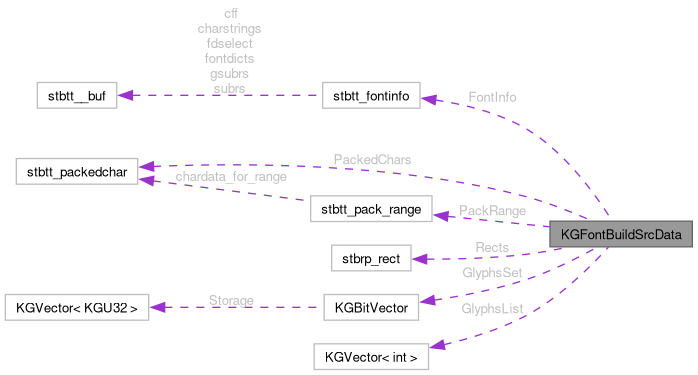 cff
charstrings
fdselect
fontdicts
gsubrs
subrs
stbtt__buf
stbtt_fontinfo
FontInfo
PackedChars
stbtt_packedchar
chardata_for_range
stbtt_pack_range
PackRange
KGFontBuildSrcData
Rects
stbrp_rect
GlyphsSet
KGVector< KGU32 >
Storage
KGBitVector
GlyphsList
KGVector< int >